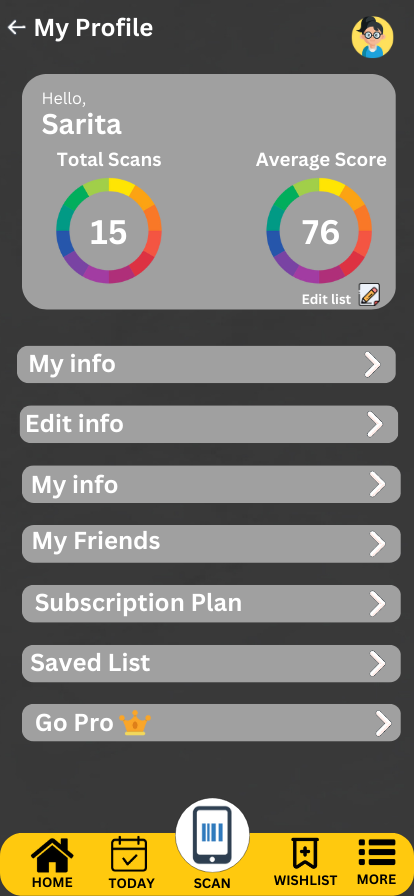 My Profile
Hello,
Sarita
Total Scans Average Score
15 76
Edit list
My info
Edit info
My info
My Friends
Subscription Plan
Saved List
Go Pro
HOME TODAY SCAN WISHLIST MORE